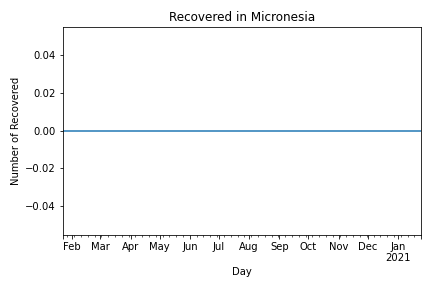 Recovered in Micronesia
Number of Recovered
0.04
0.02
0.00
−0.02
−0.04
Feb Mar Apr May Jun Jul Aug Sep Oct Nov Dec Jan
2021
Day